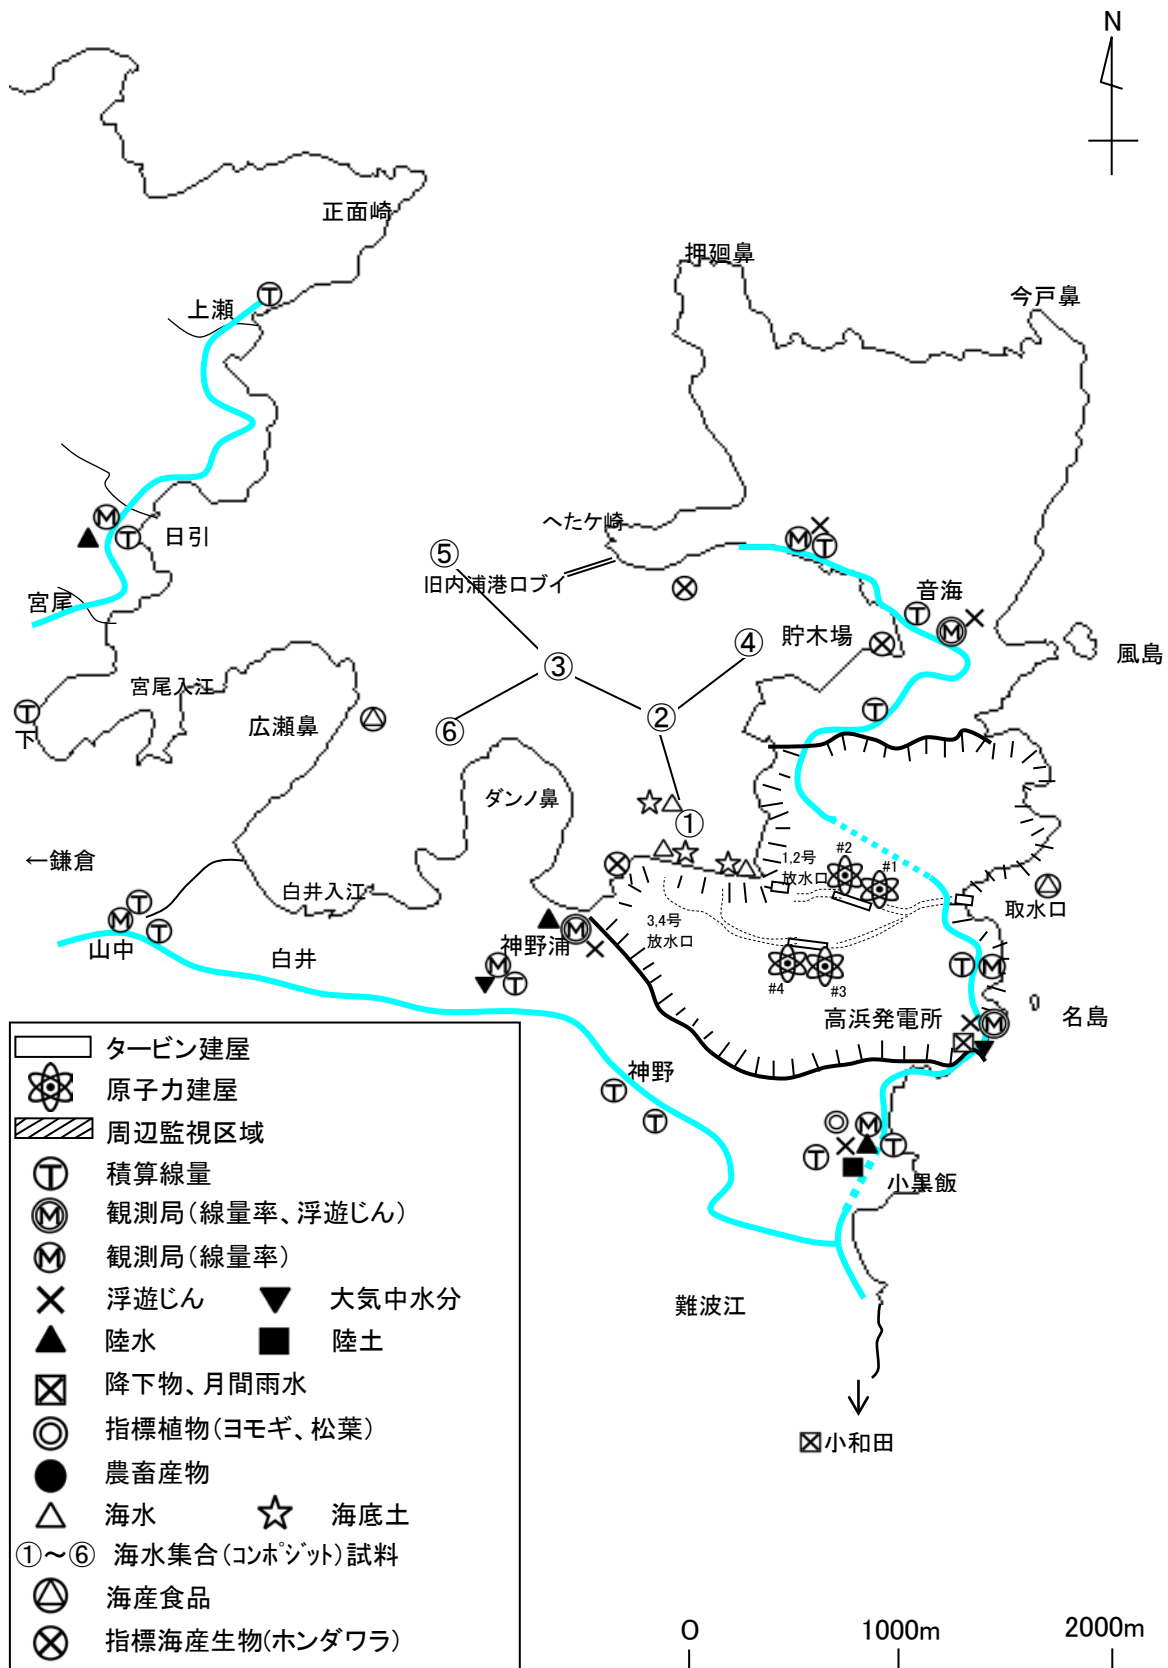 N
正面崎
押廻鼻
今戸鼻
上瀬
T
へたケ崎
M
T
M
T
日引
⑤
旧内浦港口ブイ
音海
T
M
宮尾
④
貯木場
風島
③
宮尾入江
T
下
広瀬鼻
⑥
②
T
ダンノ鼻
①
←鎌倉
#2
1,2号
放水口
#1
白井入江
取水口
T
M
T
山中
白井
神野浦
M
3,4号
放水口
M
T
#4
#3
T
M
高浜発電所
名島
M
神野
T
T
M
T
T
小黒飯
難波江
小和田
タービン建屋
原子力建屋
周辺監視区域
T 積算線量
M 観測局(線量率、浮遊じん)
M 観測局(線量率)
浮遊じん 大気中水分
陸水 陸土
降下物、月間雨水
指標植物(ヨモギ、松葉)
農畜産物
海水 海底土
①～⑥ 海水集合(ｺﾝﾎﾟｼﾞｯﾄ)試料
海産食品
指標海産生物(ホンダワラ)
O 1000m 2000m